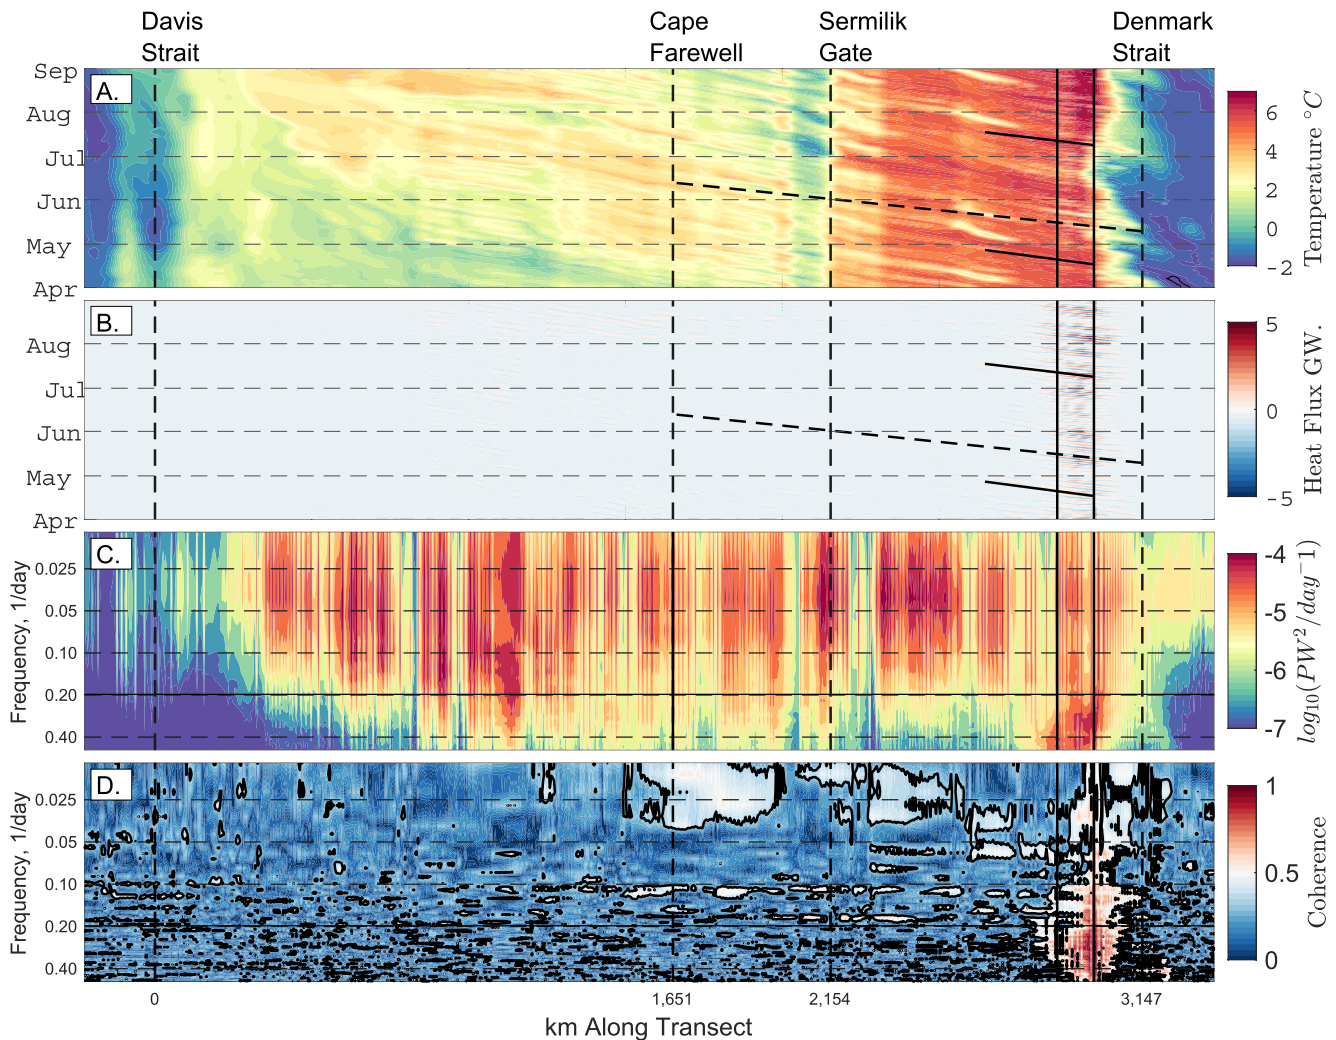 Davis
Strait
Cape
Farewell
Sermilik
Gate
Denmark
Strait
A.
Sep
Aug
Jul
Jun
May
Apr
6
4
2
0
-2
Temperature °C
B.
Aug
Jul
Jun
May
Apr
5
0
-5
Heat Flux GW.
C.
Frequency, 1/day
0.025
0.05
0.10
0.20
0.40
-4
-5
-6
-7
log10(PW^2/day^-1)
D.
Frequency, 1/day
0.025
0.05
0.10
0.20
0.40
1
0.5
0
Coherence
0
1,651
2,154
3,147
km Along Transect